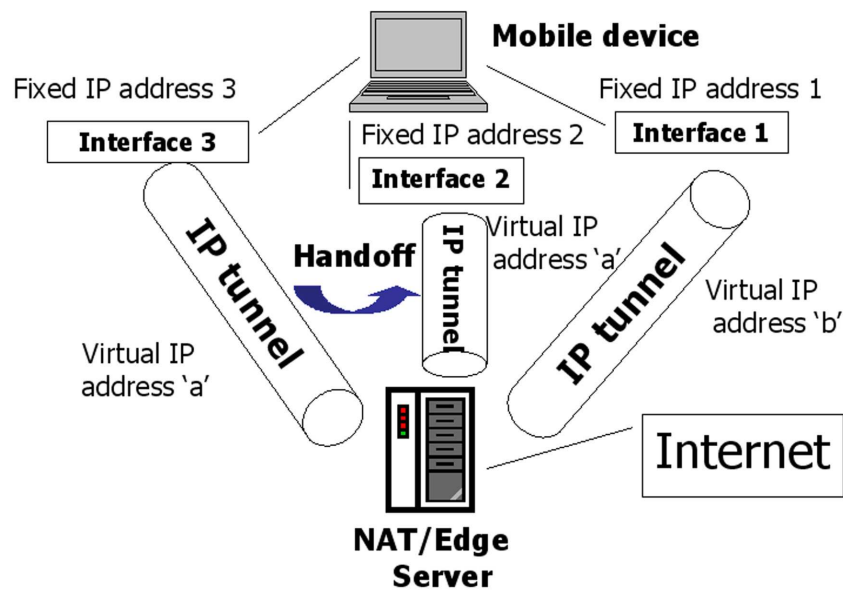 Mobile device
Fixed IP address 3
Fixed IP address 1
Interface 3
Fixed IP address 2
Interface 1
Interface 2
IP tunnel
Handoff
IP tunnel
Virtual IP
address ‘a’
IP tunnel
Virtual IP
address ‘b’
Virtual IP
address ‘a’
Internet
NAT/Edge
Server